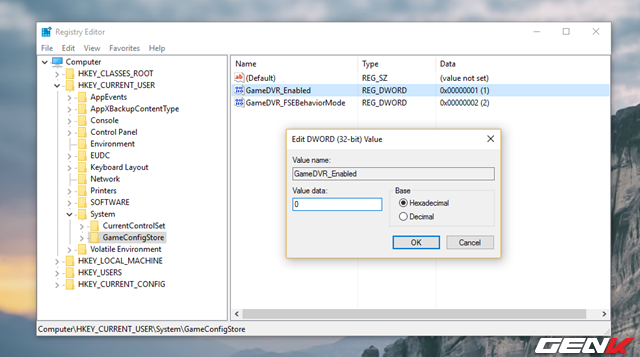 Registry Editor
File Edit View Favorites Help
Computer
HKEY_CLASSES_ROOT
HKEY_CURRENT_USER
AppEvents
AppXBackupContentType
Console
Control Panel
Environment
EUDC
Keyboard Layout
Network
Printers
SOFTWARE
System
CurrentControlSet
GameConfigStore
Volatile Environment
HKEY_LOCAL_MACHINE
HKEY_USERS
HKEY_CURRENT_CONFIG
Name Type Data
ab (Default) REG_SZ (value not set)
GameDVR_Enabled REG_DWORD 0x00000001 (1)
GameDVR_FSEBehaviorMode REG_DWORD 0x00000002 (2)
Edit DWORD (32-bit) Value
Value name:
GameDVR_Enabled
Value data:
0
Base
Hexadecimal
Decimal
OK Cancel
Computer\HKEY_CURRENT_USER\System\GameConfigStore
GENK